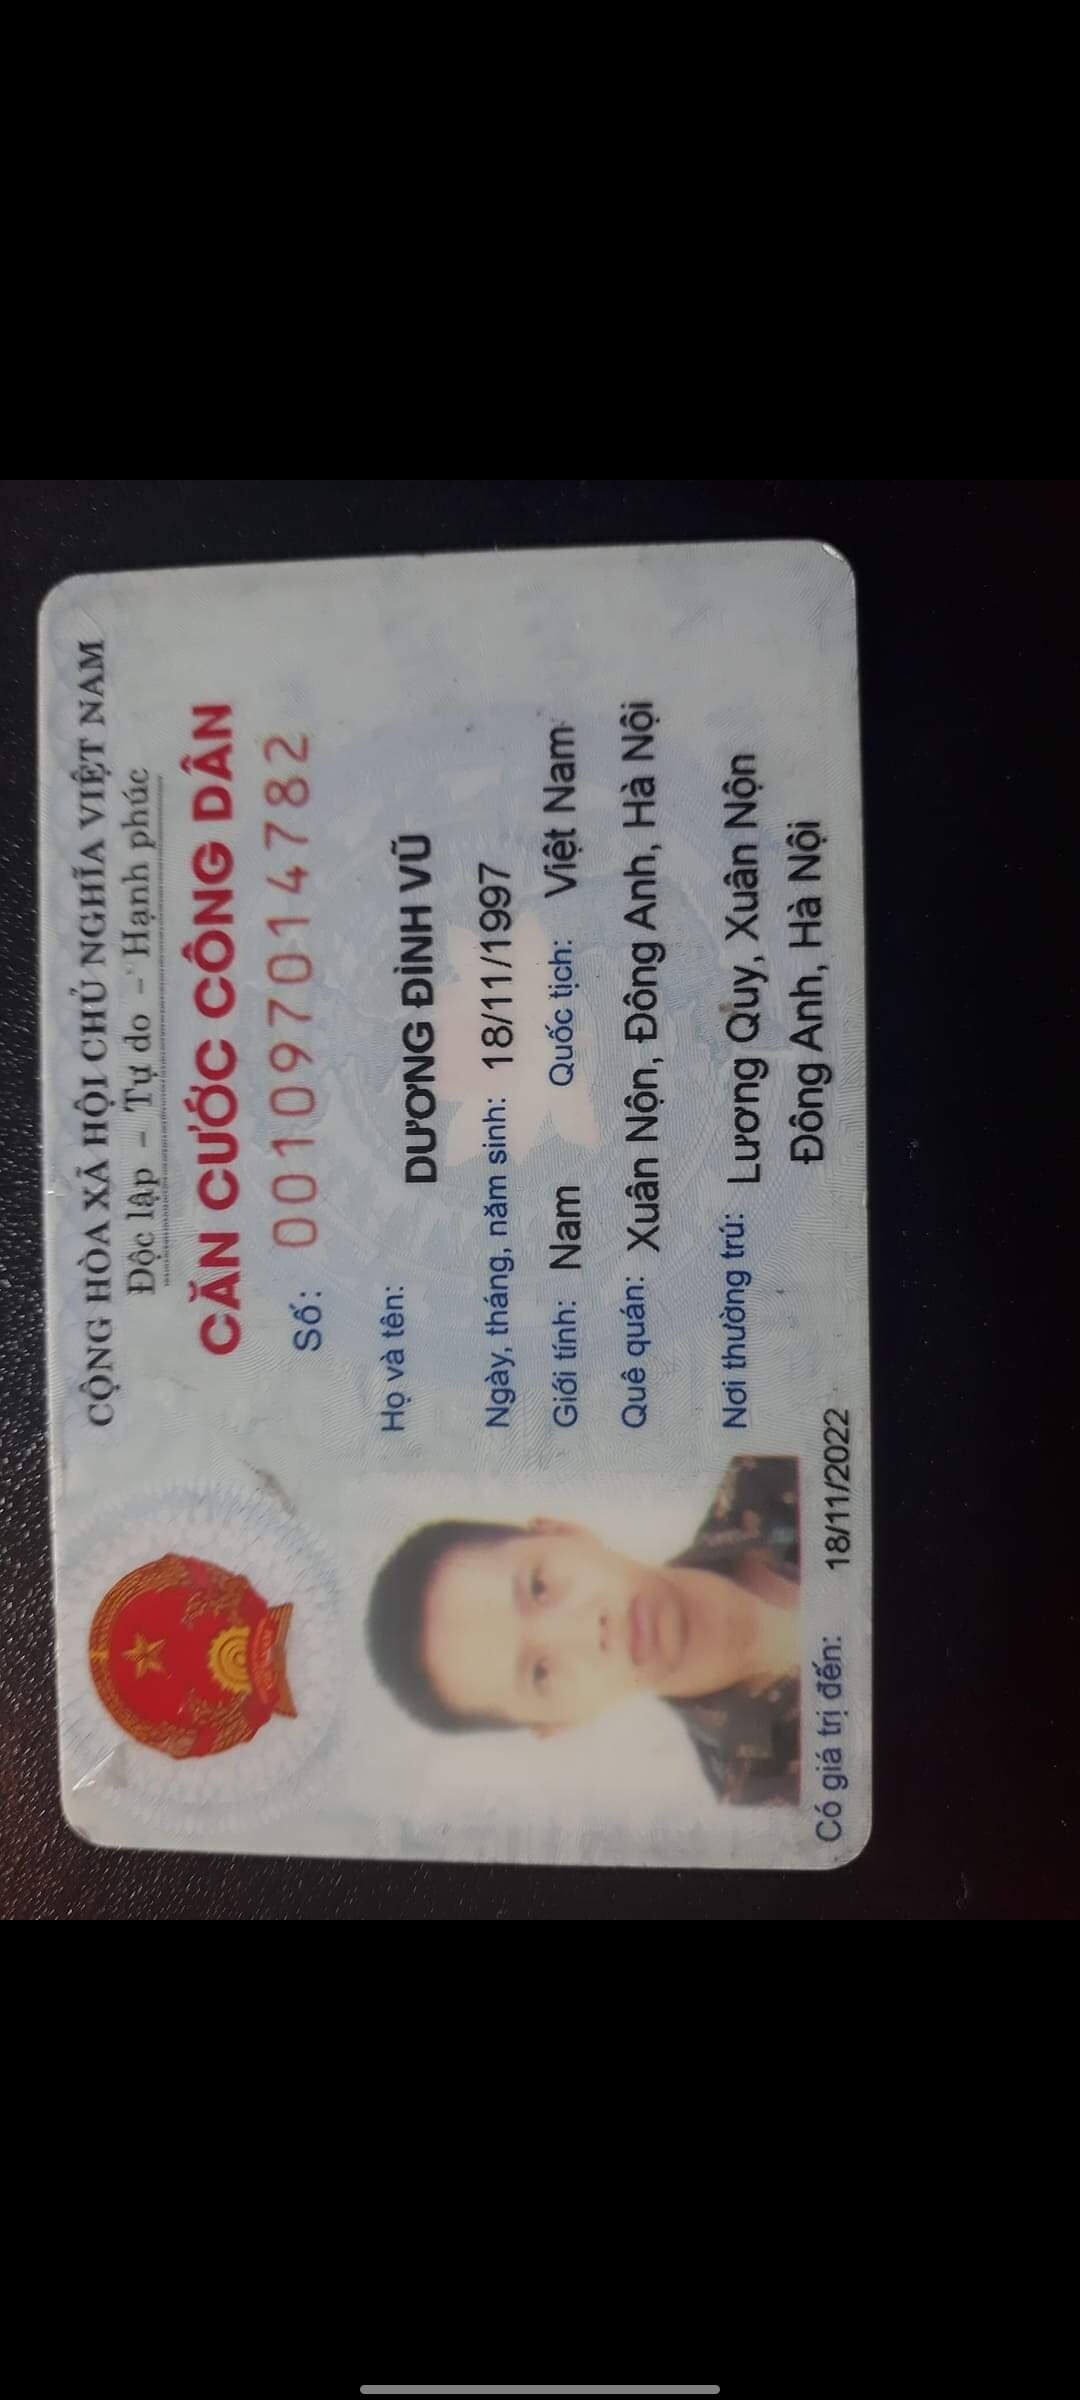 CỘNG HÒA XÃ HỘI CHỦ NGHĨA VIỆT NAM
Độc lập - Tự do - Hạnh phúc
CĂN CƯỚC CÔNG DÂN
Số: 001097014782
Họ và tên:
DƯƠNG ĐÌNH VŨ
Ngày, tháng, năm sinh: 18/11/1997
Giới tính: Nam Quốc tịch: Việt Nam
Quê quán: Xuân Nộn, Đông Anh, Hà Nội
Nơi thường trú: Lương Quy, Xuân Nộn
Đông Anh, Hà Nội
Có giá trị đến: 18/11/2022